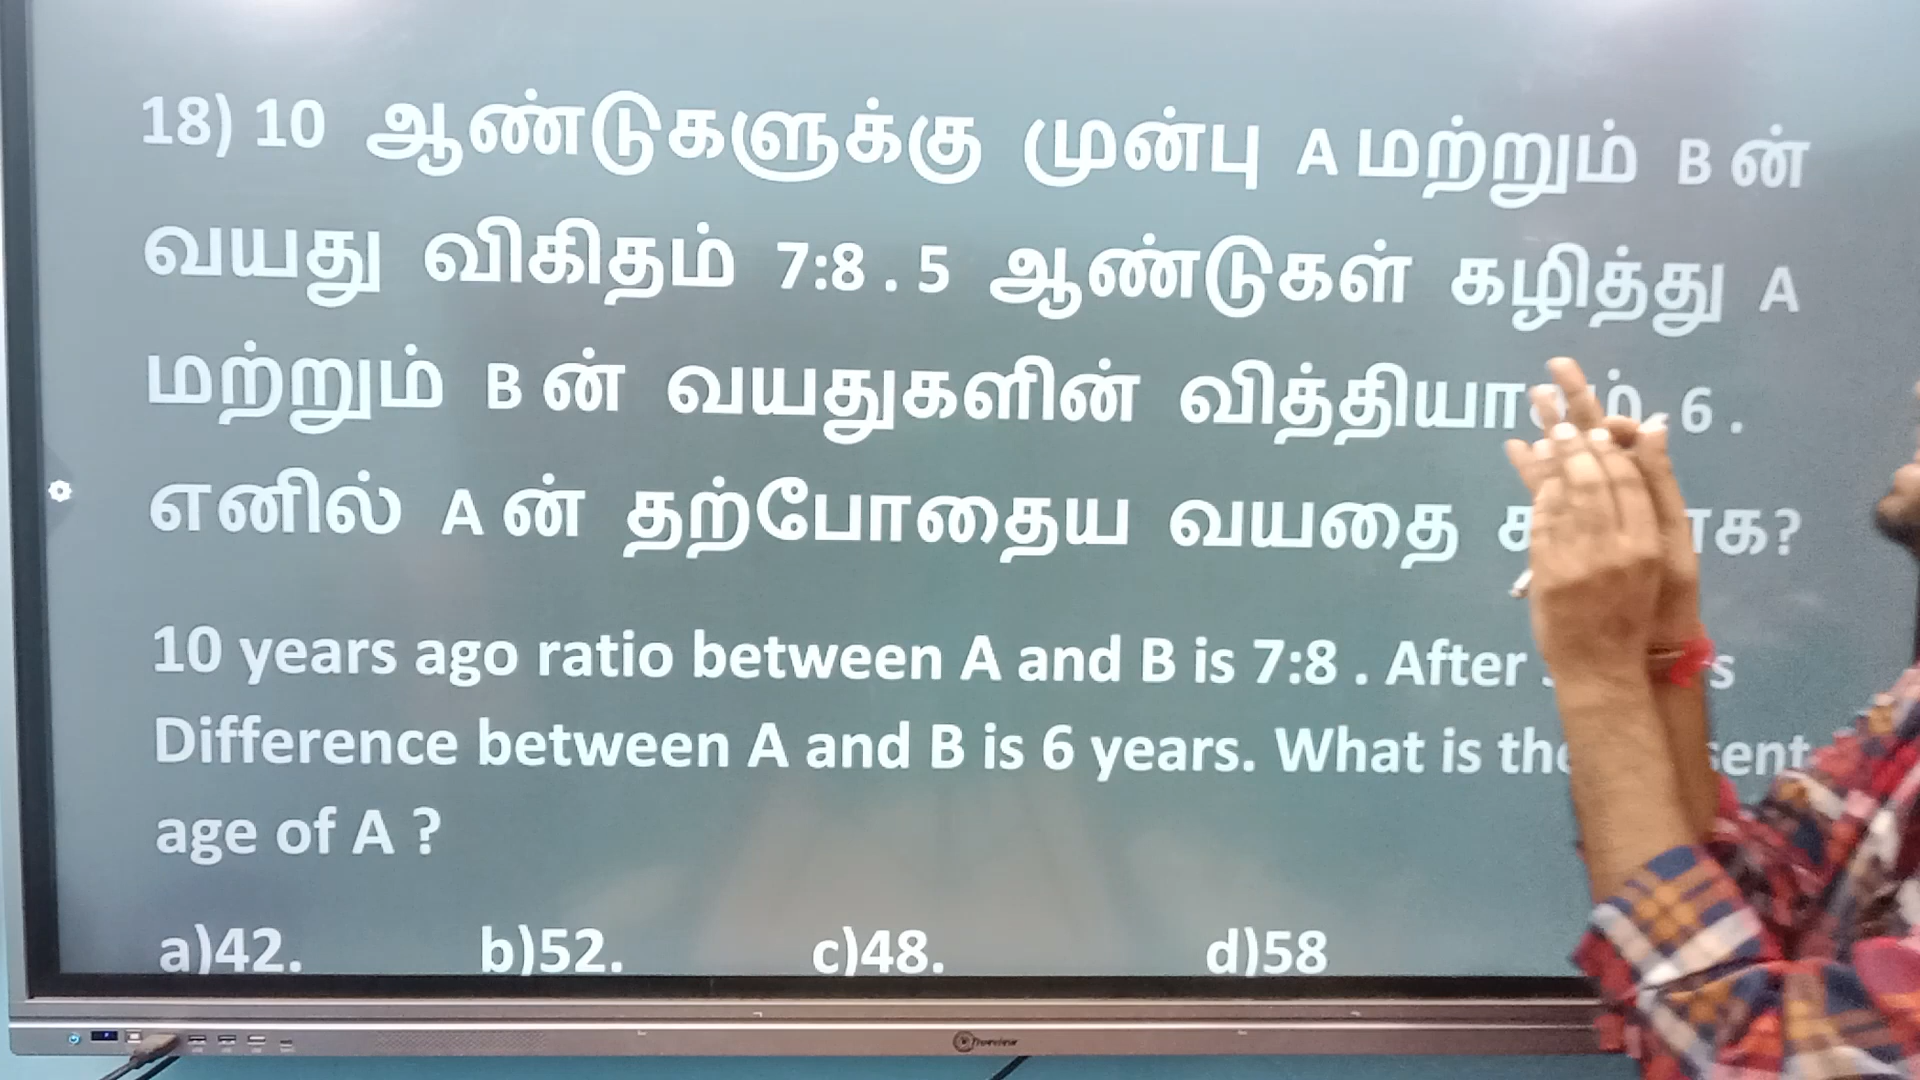 18) 10 ஆண்டுகளுக்கு முன்பு A மற்றும் B ன்
வயது விகிதம் 7:8 . 5 ஆண்டுகள் கழித்து A
மற்றும் B ன் வயதுகளின் 6 .
எனில் A ன் தற்போதைய வயதை
10 years ago ratio between A and B is 7:8 . After
Difference between A and B is 6 years. What is
age of A ?
a)42. b)52. c)48. d)58